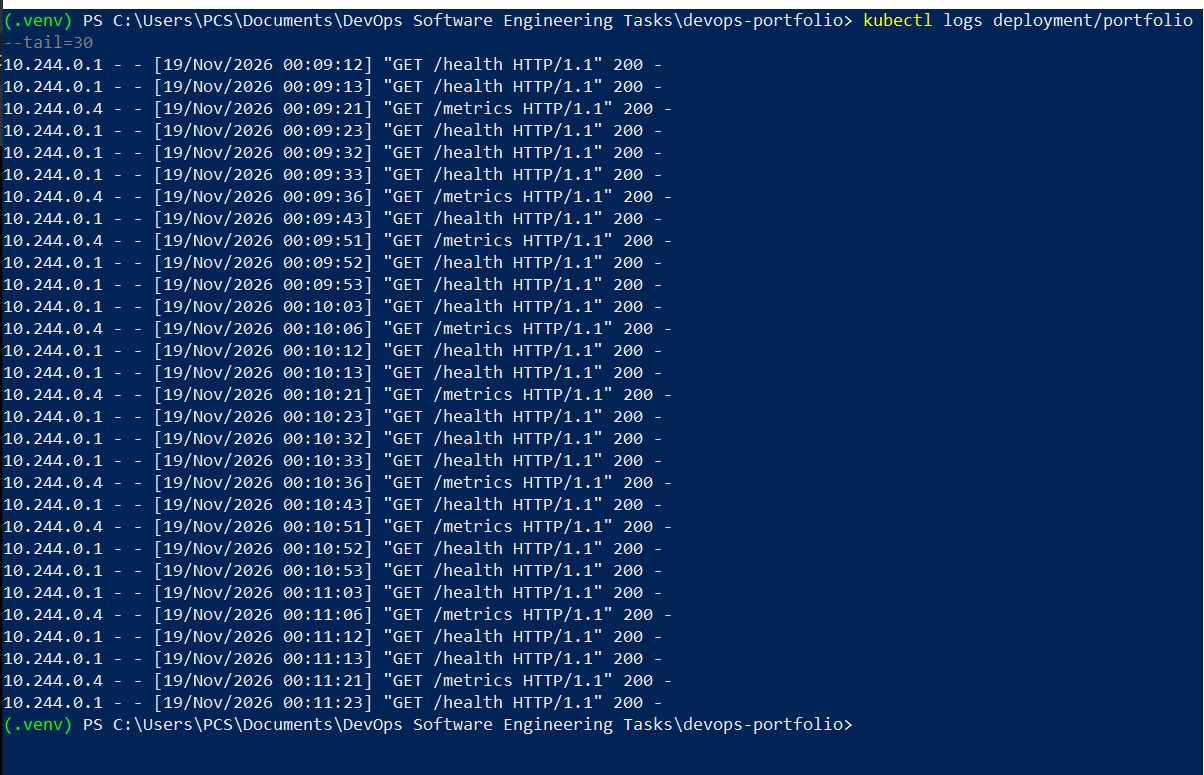 (.venv) PS C:\Users\PCS\Documents\DevOps Software Engineering Tasks\devops-portfolio> kubectl logs deployment/portfolio
--tail=30
10.244.0.1 - - [19/Nov/2026 00:09:12] "GET /health HTTP/1.1" 200 -
10.244.0.1 - - [19/Nov/2026 00:09:13] "GET /health HTTP/1.1" 200 -
10.244.0.4 - - [19/Nov/2026 00:09:21] "GET /metrics HTTP/1.1" 200 -
10.244.0.1 - - [19/Nov/2026 00:09:23] "GET /health HTTP/1.1" 200 -
10.244.0.1 - - [19/Nov/2026 00:09:32] "GET /health HTTP/1.1" 200 -
10.244.0.1 - - [19/Nov/2026 00:09:33] "GET /health HTTP/1.1" 200 -
10.244.0.4 - - [19/Nov/2026 00:09:36] "GET /metrics HTTP/1.1" 200 -
10.244.0.1 - - [19/Nov/2026 00:09:43] "GET /health HTTP/1.1" 200 -
10.244.0.4 - - [19/Nov/2026 00:09:51] "GET /metrics HTTP/1.1" 200 -
10.244.0.1 - - [19/Nov/2026 00:09:52] "GET /health HTTP/1.1" 200 -
10.244.0.1 - - [19/Nov/2026 00:09:53] "GET /health HTTP/1.1" 200 -
10.244.0.1 - - [19/Nov/2026 00:10:03] "GET /health HTTP/1.1" 200 -
10.244.0.4 - - [19/Nov/2026 00:10:06] "GET /metrics HTTP/1.1" 200 -
10.244.0.1 - - [19/Nov/2026 00:10:12] "GET /health HTTP/1.1" 200 -
10.244.0.1 - - [19/Nov/2026 00:10:13] "GET /health HTTP/1.1" 200 -
10.244.0.4 - - [19/Nov/2026 00:10:21] "GET /metrics HTTP/1.1" 200 -
10.244.0.1 - - [19/Nov/2026 00:10:23] "GET /health HTTP/1.1" 200 -
10.244.0.1 - - [19/Nov/2026 00:10:32] "GET /health HTTP/1.1" 200 -
10.244.0.1 - - [19/Nov/2026 00:10:33] "GET /health HTTP/1.1" 200 -
10.244.0.4 - - [19/Nov/2026 00:10:36] "GET /metrics HTTP/1.1" 200 -
10.244.0.1 - - [19/Nov/2026 00:10:43] "GET /health HTTP/1.1" 200 -
10.244.0.4 - - [19/Nov/2026 00:10:51] "GET /metrics HTTP/1.1" 200 -
10.244.0.1 - - [19/Nov/2026 00:10:52] "GET /health HTTP/1.1" 200 -
10.244.0.1 - - [19/Nov/2026 00:10:53] "GET /health HTTP/1.1" 200 -
10.244.0.1 - - [19/Nov/2026 00:11:03] "GET /health HTTP/1.1" 200 -
10.244.0.4 - - [19/Nov/2026 00:11:06] "GET /metrics HTTP/1.1" 200 -
10.244.0.1 - - [19/Nov/2026 00:11:12] "GET /health HTTP/1.1" 200 -
10.244.0.1 - - [19/Nov/2026 00:11:13] "GET /health HTTP/1.1" 200 -
10.244.0.4 - - [19/Nov/2026 00:11:21] "GET /metrics HTTP/1.1" 200 -
10.244.0.1 - - [19/Nov/2026 00:11:23] "GET /health HTTP/1.1" 200 -
(.venv) PS C:\Users\PCS\Documents\DevOps Software Engineering Tasks\devops-portfolio>